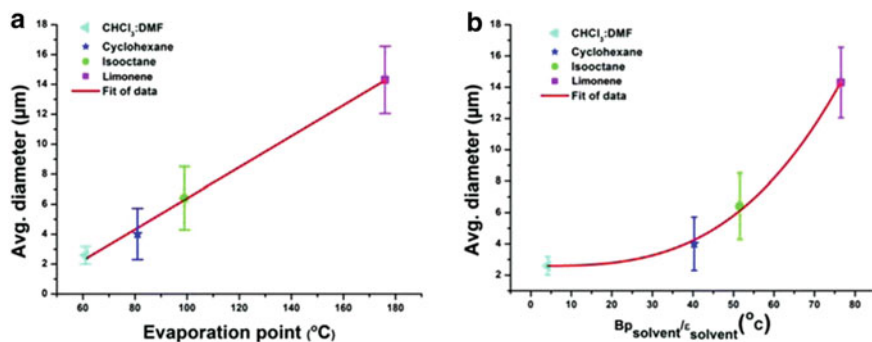 a
CHCl3:DMF
Cyclohexane
Isooctane
Limonene
Fit of data
Avg. diameter (µm)
18
16
14
12
10
8
6
4
2
0
60 80 100 120 140 160 180
Evaporation point (°C)
b
CHCl3:DMF
Cyclohexane
Isooctane
Limonene
Fit of data
Avg. diameter (µm)
18
16
14
12
10
8
6
4
2
0 10 20 30 40 50 60 70 80
Bpsolvent/εsolvent(°c)